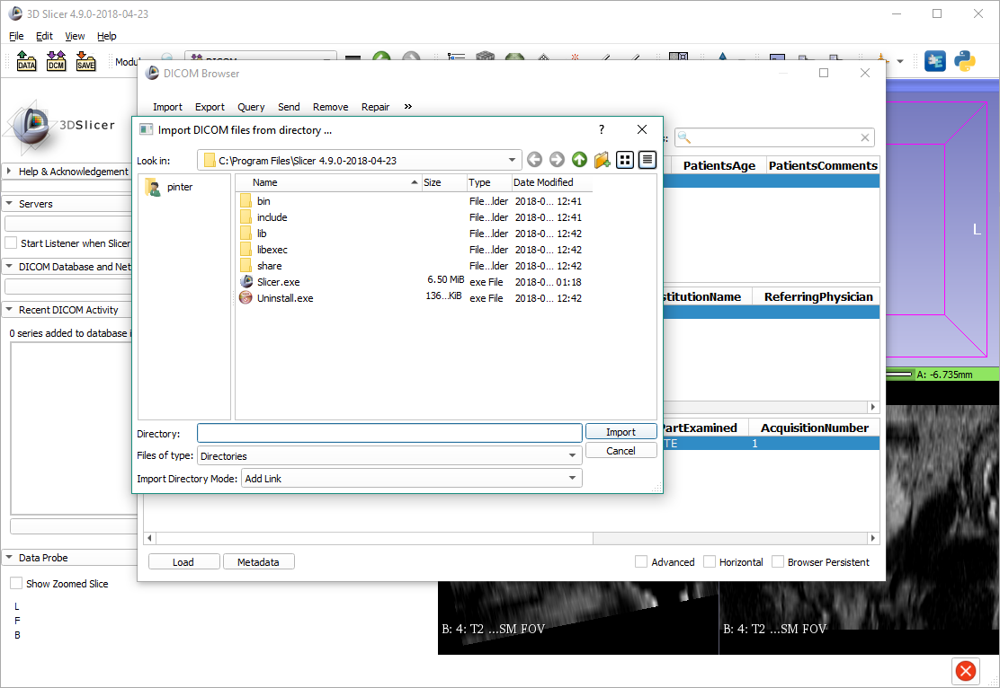 3D Slicer 4.9.0-2018-04-23
File Edit View Help
DATA DCM SAVE
DICOM Browser
Import Export Query Send Remove Repair »
3DSlicer
Import DICOM files from directory ... ?
Look in: C:\Program Files\Slicer 4.9.0-2018-04-23
pinter
Name Size Type Date Modified
bin File...lder 2018-0... 12:41
include File...lder 2018-0... 12:41
lib File...lder 2018-0... 12:42
libexec File...lder 2018-0... 12:42
share File...lder 2018-0... 12:42
Slicer.exe 6.50 MiB exe File 2018-0... 01:18
Uninstall.exe 136...KiB exe File 2018-0... 12:42
Directory: Import
Files of type: Directories Cancel
Import Directory Mode: Add Link
PatientsAge PatientsComments
stitutionName ReferringPhysician
PartExamined AcquisitionNumber
TE 1
Help & Acknowledgement
Servers
Start Listener when Slicer
DICOM Database and Net
Recent DICOM Activity
0 series added to database i
Load Metadata Advanced Horizontal Browser Persistent
Data Probe
Show Zoomed Slice
L
F
B
L
A: -6.735mm
B: 4: T2 ...SM FOV
B: 4: T2 ...SM FOV